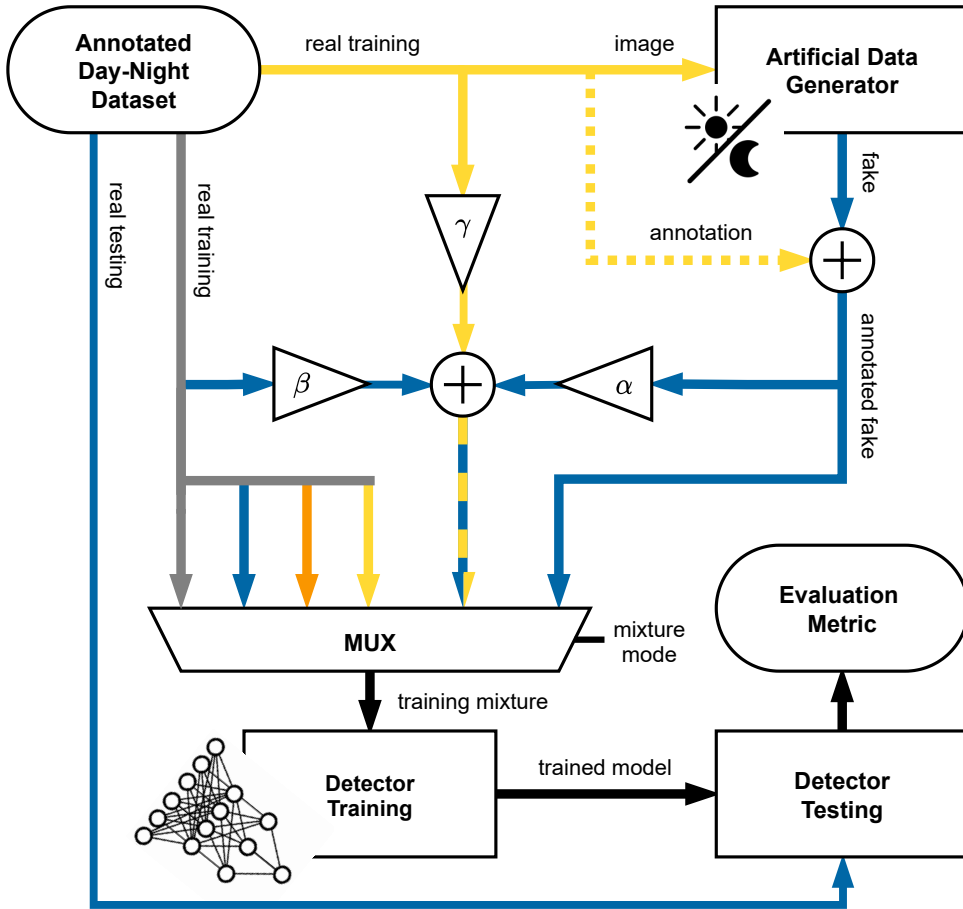 Annotated
Day-Night
Dataset
real training
image
Artificial Data
Generator
fake
real testing
real training
γ
annotation
β
α
annotated fake
MUX
mixture
mode
Evaluation
Metric
training mixture
Detector
Training
trained model
Detector
Testing